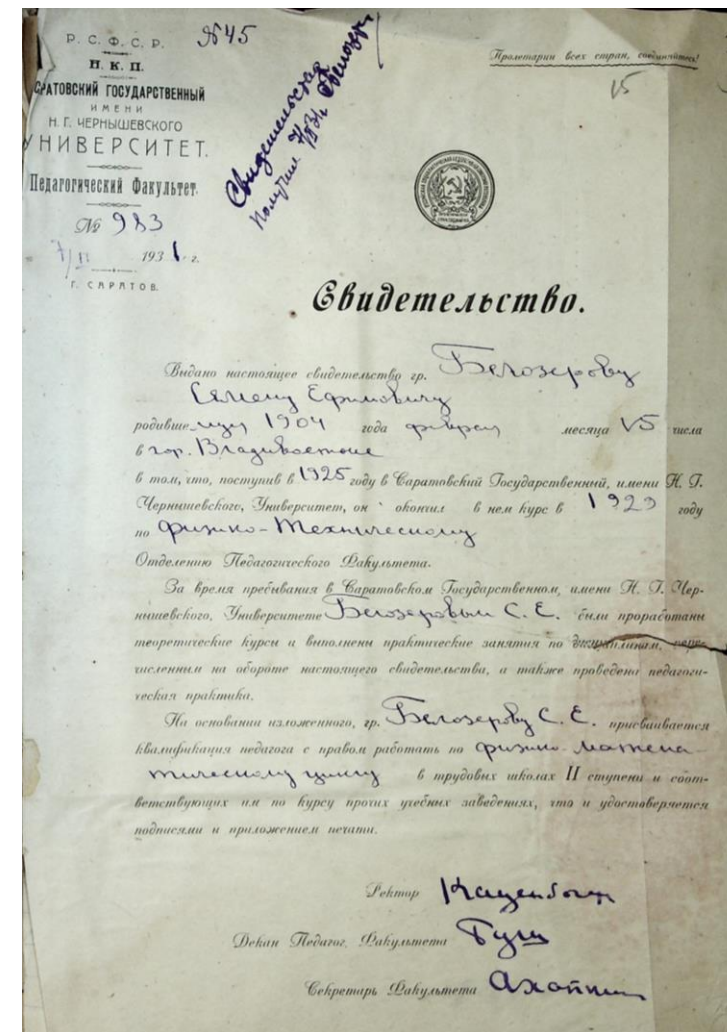 Р. С. Ф. С. Р.
№45
Н. К. П.
САРАТОВСКИЙ ГОСУДАРСТВЕННЫЙ
ИМЕНИ
Н. Г. ЧЕРНЫШЕВСКОГО
УНИВЕРСИТЕТ.
Педагогический Факультет.
№ 983
7/II 1931 г.
Г. САРАТОВ.
Свидетельство
получил
Пролетарии всех стран, соединяйтесь!
15
Свидетельство.
Выдано настоящее свидетельство гр. Белозерову
Семену Ефимовичу
родившемуся 1904 года февраля месяца 15 числа
в гор. Владивостоке
в том, что, поступив в 1925 году в Саратовский Государственный, имени Н. Г.
Чернышевского, Университет, он окончил в нем курс в 1929 году
по физико-техническому
Отделению Педагогического Факультета.
За время пребывания в Саратовском Государственном, имени Н. Г. Чер-
нышевского, Университете Белозеровым С. Е. были проработаны
теоретические курсы и выполнены практические занятия по дисциплинам, пере-
численным на обороте настоящего свидетельства, а также проведена педагоги-
ческая практика.
На основании изложенного, гр. Белозерову С. Е. присваивается
квалификация педагога с правом работать по физико-матема-
тическому циклу в трудовых школах II ступени и соот-
ветствующих им по курсу прочих учебных заведениях, что и удостоверяется
подписями и приложением печати.
Ректор
Декан Педагог. Факультета
Секретарь Факультета